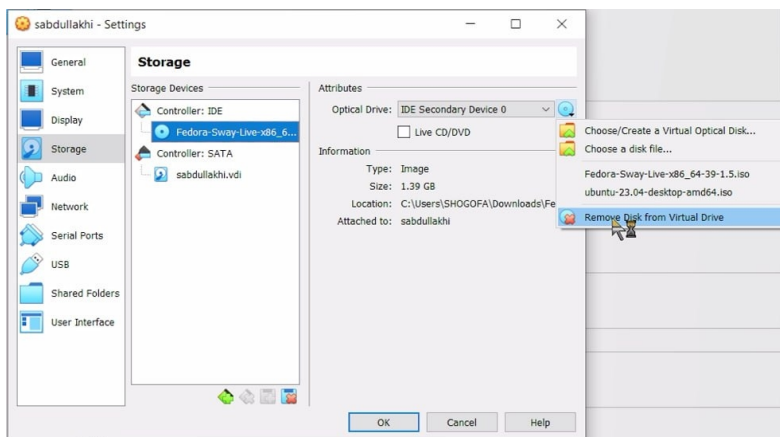 sabdullakhi - Settings
General
System
Display
Storage
Audio
Network
Serial Ports
USB
Shared Folders
User Interface
Storage
Storage Devices
Controller: IDE
Fedora-Sway-Live-x86_6...
Controller: SATA
sabdullakhi.vdi
Attributes
Optical Drive: IDE Secondary Device 0
Live CD/DVD
Information
Type: Image
Size: 1.39 GB
Location: C:\Users\SHOGOFA\Downloads\Fe
Attached to: sabdullakhi
Choose/Create a Virtual Optical Disk...
Choose a disk file...
Fedora-Sway-Live-x86_64-39-1.5.iso
ubuntu-23.04-desktop-amd64.iso
Remove Disk from Virtual Drive
OK Cancel Help